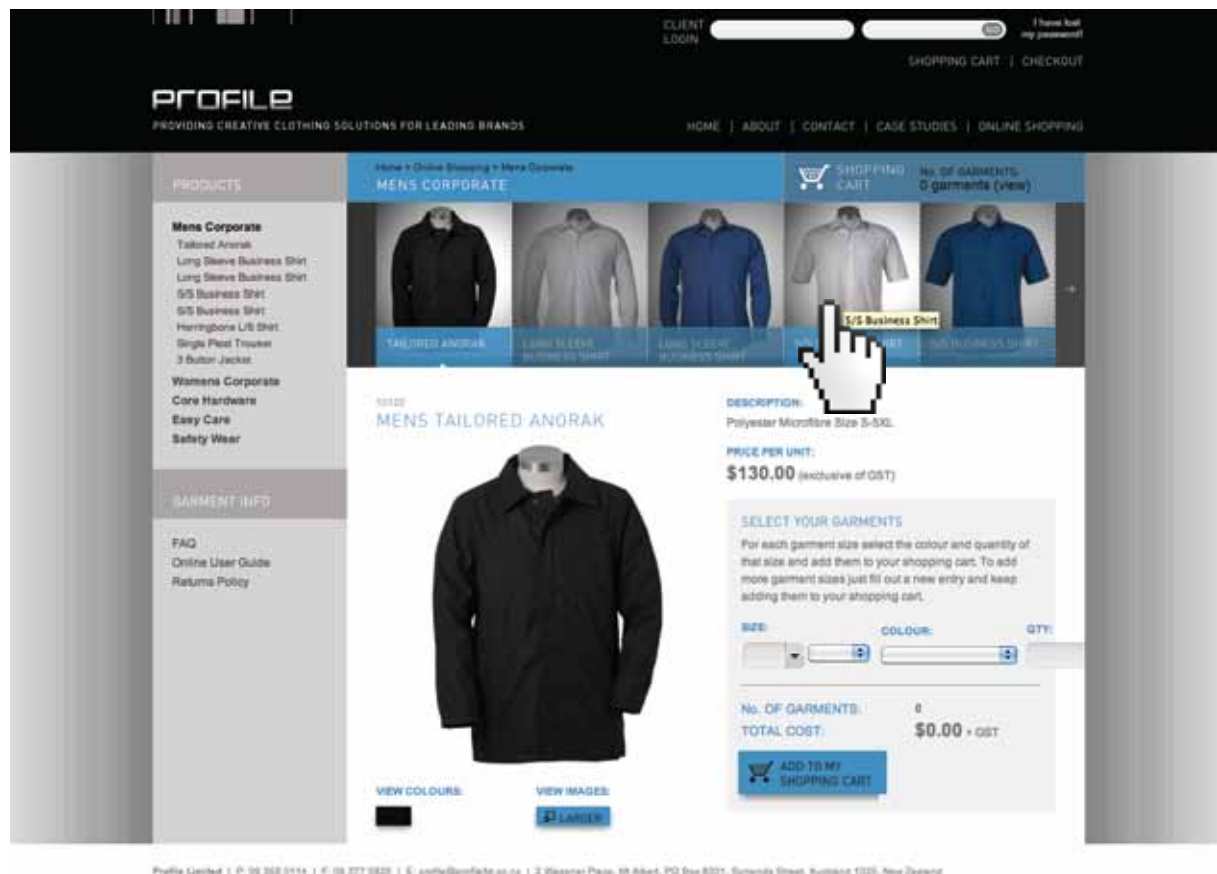 CLIENT
LOGIN
GO
I have lost
my password!
SHOPPING CART | CHECKOUT
PROFILE
PROVIDING CREATIVE CLOTHING SOLUTIONS FOR LEADING BRANDS
HOME | ABOUT | CONTACT | CASE STUDIES | ONLINE SHOPPING
PRODUCTS
Mens Corporate
Tailored Anorak
Long Sleeve Business Shirt
Long Sleeve Business Shirt
S/S Business Shirt
S/S Business Shirt
Herringbone L/S Shirt
Single Pleat Trouser
3 Button Jacket
Womens Corporate
Core Hardware
Easy Care
Safety Wear
GARMENT INFO
FAQ
Online User Guide
Returns Policy
Home > Online Shopping > Mens Corporate
MENS CORPORATE
SHOPPING
CART
No. OF GARMENTS:
0 garments (view)
TAILORED ANORAK
LONG SLEEVE
BUSINESS SHIRT
LONG SLEEVE
BUSINESS SHIRT
S/S Business Shirt
S/S BUSINESS SHIRT
MENS TAILORED ANORAK
VIEW COLOURS:
VIEW IMAGES:
LARGER
DESCRIPTION:
Polyester Microfibre Size S-5XL
PRICE PER UNIT:
$130.00 (exclusive of GST)
SELECT YOUR GARMENTS
For each garment size select the colour and quantity of
that size and add them to your shopping cart. To add
more garment sizes just fill out a new entry and keep
adding them to your shopping cart.
SIZE:
COLOUR:
QTY:
No. OF GARMENTS: 0
TOTAL COST: $0.00 + GST
ADD TO MY
SHOPPING CART
Profile Limited | Mt Albert, Auckland 1035, New Zealand